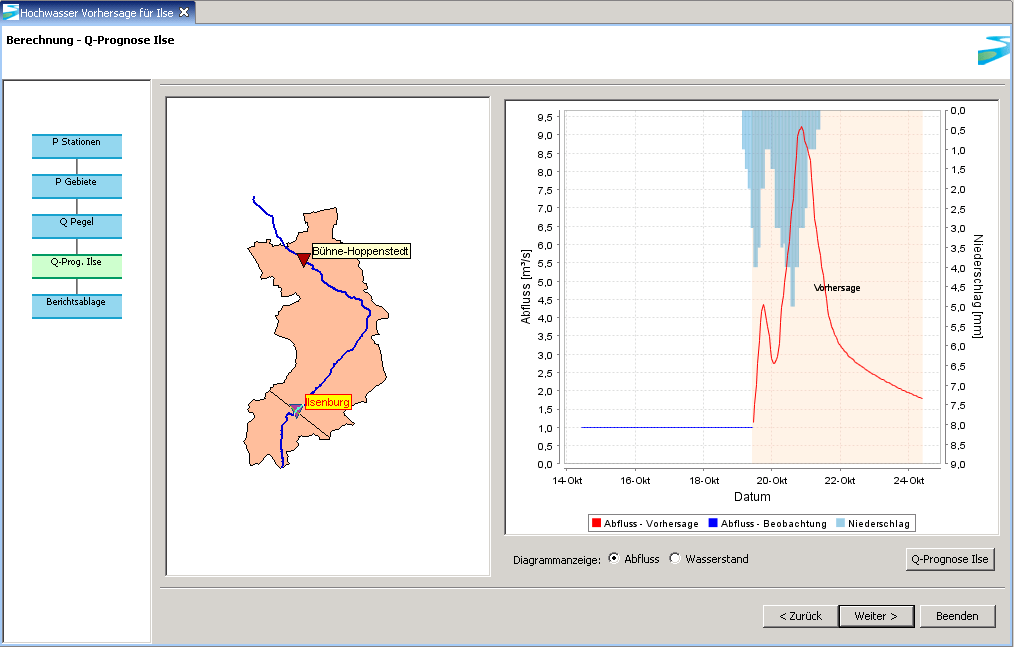 Hochwasser Vorhersage für Ilse
Berechnung - Q-Prognose Ilse
P Stationen
P Gebiete
Q Pegel
Q-Prog. Ilse
Berichtsablage
Bühne-Hoppenstedt
Ilsenburg
Abfluss [m³/s]
9,5
9,0
8,5
8,0
7,5
7,0
6,5
6,0
5,5
5,0
4,5
4,0
3,5
3,0
2,5
2,0
1,5
1,0
0,5
0,0
Vorhersage
0,0
0,5
1,0
1,5
2,0
2,5
3,0
3,5
4,0
4,5
5,0
5,5
6,0
6,5
7,0
7,5
8,0
8,5
9,0
Niederschlag [mm]
14-Okt 16-Okt 18-Okt 20-Okt 22-Okt 24-Okt
Datum
Abfluss - Vorhersage Abfluss - Beobachtung Niederschlag
Diagrammanzeige: Abfluss Wasserstand Q-Prognose Ilse
< Zurück Weiter > Beenden